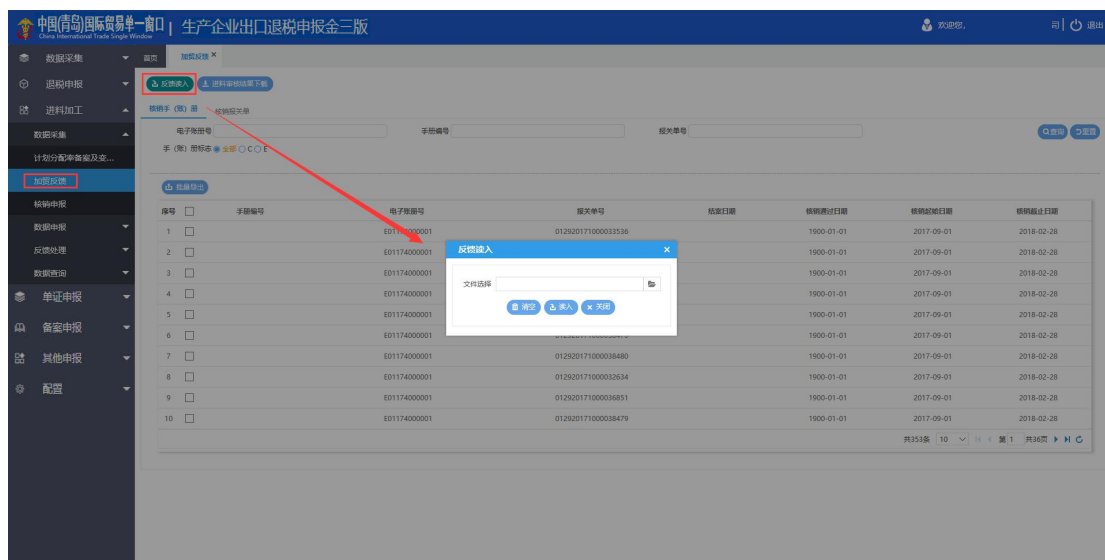 中国(青岛)国际贸易单一窗口 | 生产企业出口退税申报金三版
China International Trade Single Window
欢迎您,
司 | 退出
数据采集
退税申报
进料加工
数据采集
计划分配率备案及变...
加贸反馈
核销申报
数据申报
反馈处理
数据查询
单证申报
备案申报
其他申报
配置
首页 加贸反馈 ×
反馈读入 进料审核结果下载
核销手(账)册 核销报关单
电子账册号 手册编号 报关单号
手(账)册标志 全部 C E
查询 重置
批量导出
序号 手册编号 电子账册号 报关单号 结案日期 核销通过日期 核销起始日期 核销截止日期
1 E01174000001 012920171000033536 1900-01-01 2017-09-01 2018-02-28
2 E01174000001 1900-01-01 2017-09-01 2018-02-28
3 E01174000001 1900-01-01 2017-09-01 2018-02-28
4 E01174000001 1900-01-01 2017-09-01 2018-02-28
5 E01174000001 1900-01-01 2017-09-01 2018-02-28
6 E01174000001 1900-01-01 2017-09-01 2018-02-28
7 E01174000001 012920171000038480 1900-01-01 2017-09-01 2018-02-28
8 E01174000001 012920171000032634 1900-01-01 2017-09-01 2018-02-28
9 E01174000001 012920171000036851 1900-01-01 2017-09-01 2018-02-28
10 E01174000001 012920171000038479 1900-01-01 2017-09-01 2018-02-28
共353条 10 第 1 共36页
反馈读入 ×
文件选择
清空 读入 × 关闭